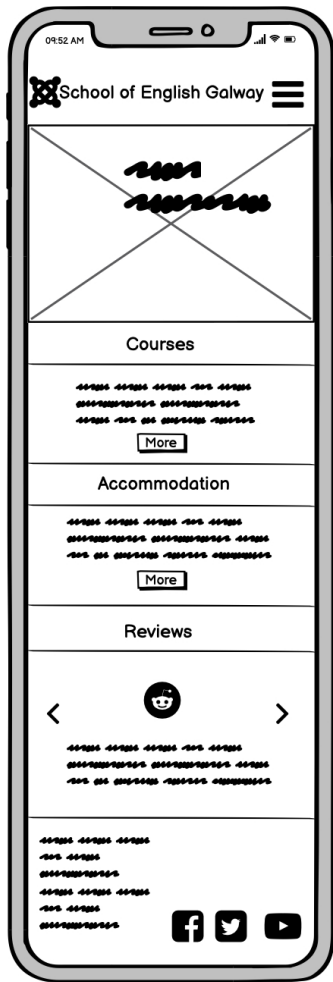 09:52 AM
School of English Galway
Courses
More
Accommodation
More
Reviews